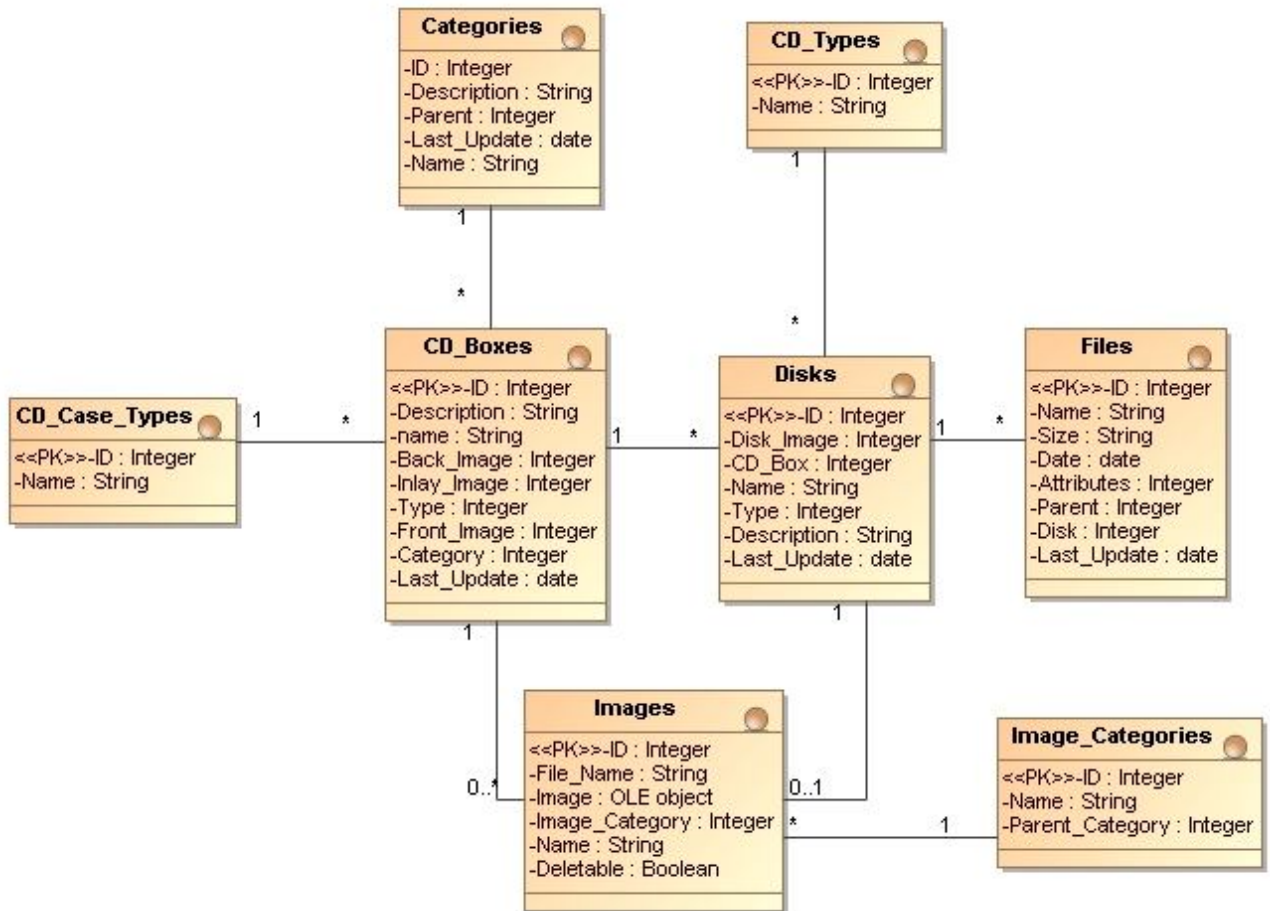 Categories
-ID : Integer
-Description : String
-Parent : Integer
-Last_Update : date
-Name : String
1
*
CD_Types
<<PK>>-ID : Integer
-Name : String
1
*
CD_Case_Types
<<PK>>-ID : Integer
-Name : String
1
*
CD_Boxes
<<PK>>-ID : Integer
-Description : String
-name : String
-Back_Image : Integer
-Inlay_Image : Integer
-Type : Integer
-Front_Image : Integer
-Category : Integer
-Last_Update : date
1
*
1
Disks
<<PK>>-ID : Integer
-Disk_Image : Integer
-CD_Box : Integer
-Name : String
-Type : Integer
-Description : String
-Last_Update : date
1
*
1
Files
<<PK>>-ID : Integer
-Name : String
-Size : String
-Date : date
-Attributes : Integer
-Parent : Integer
-Disk : Integer
-Last_Update : date
Images
<<PK>>-ID : Integer
-File_Name : String
-Image : OLE object
-Image_Category : Integer
-Name : String
-Deletable : Boolean
0..*
0..1
*
1
Image_Categories
<<PK>>-ID : Integer
-Name : String
-Parent_Category : Integer